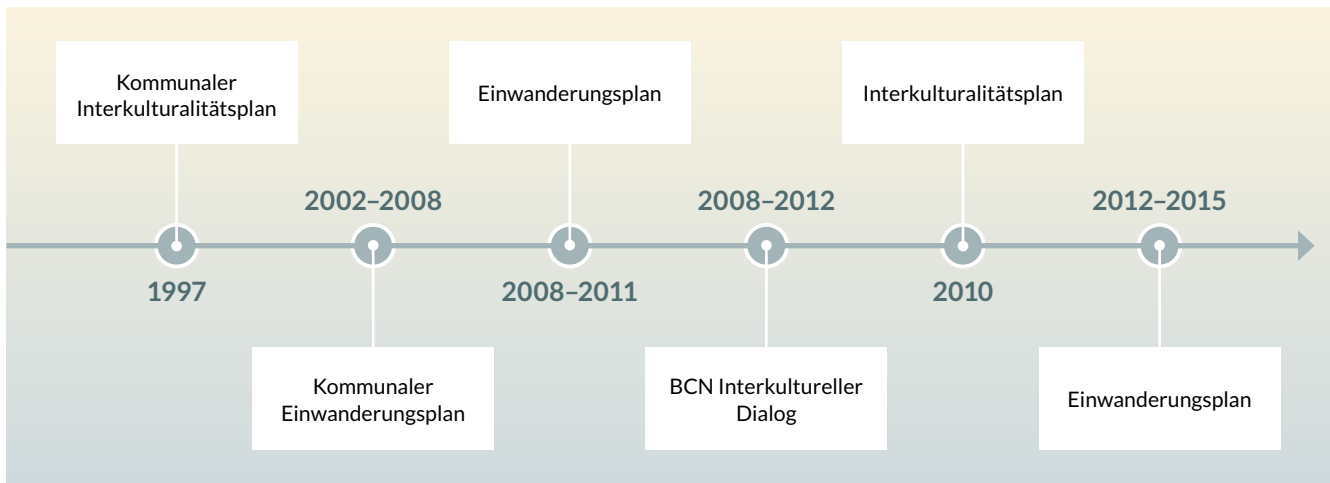 Kommunaler
Interkulturalitätsplan
Einwanderungsplan
Interkulturalitätsplan
2002–2008
2008–2012
2012–2015
1997
2008–2011
2010
Kommunaler
Einwanderungsplan
BCN Interkultureller
Dialog
Einwanderungsplan